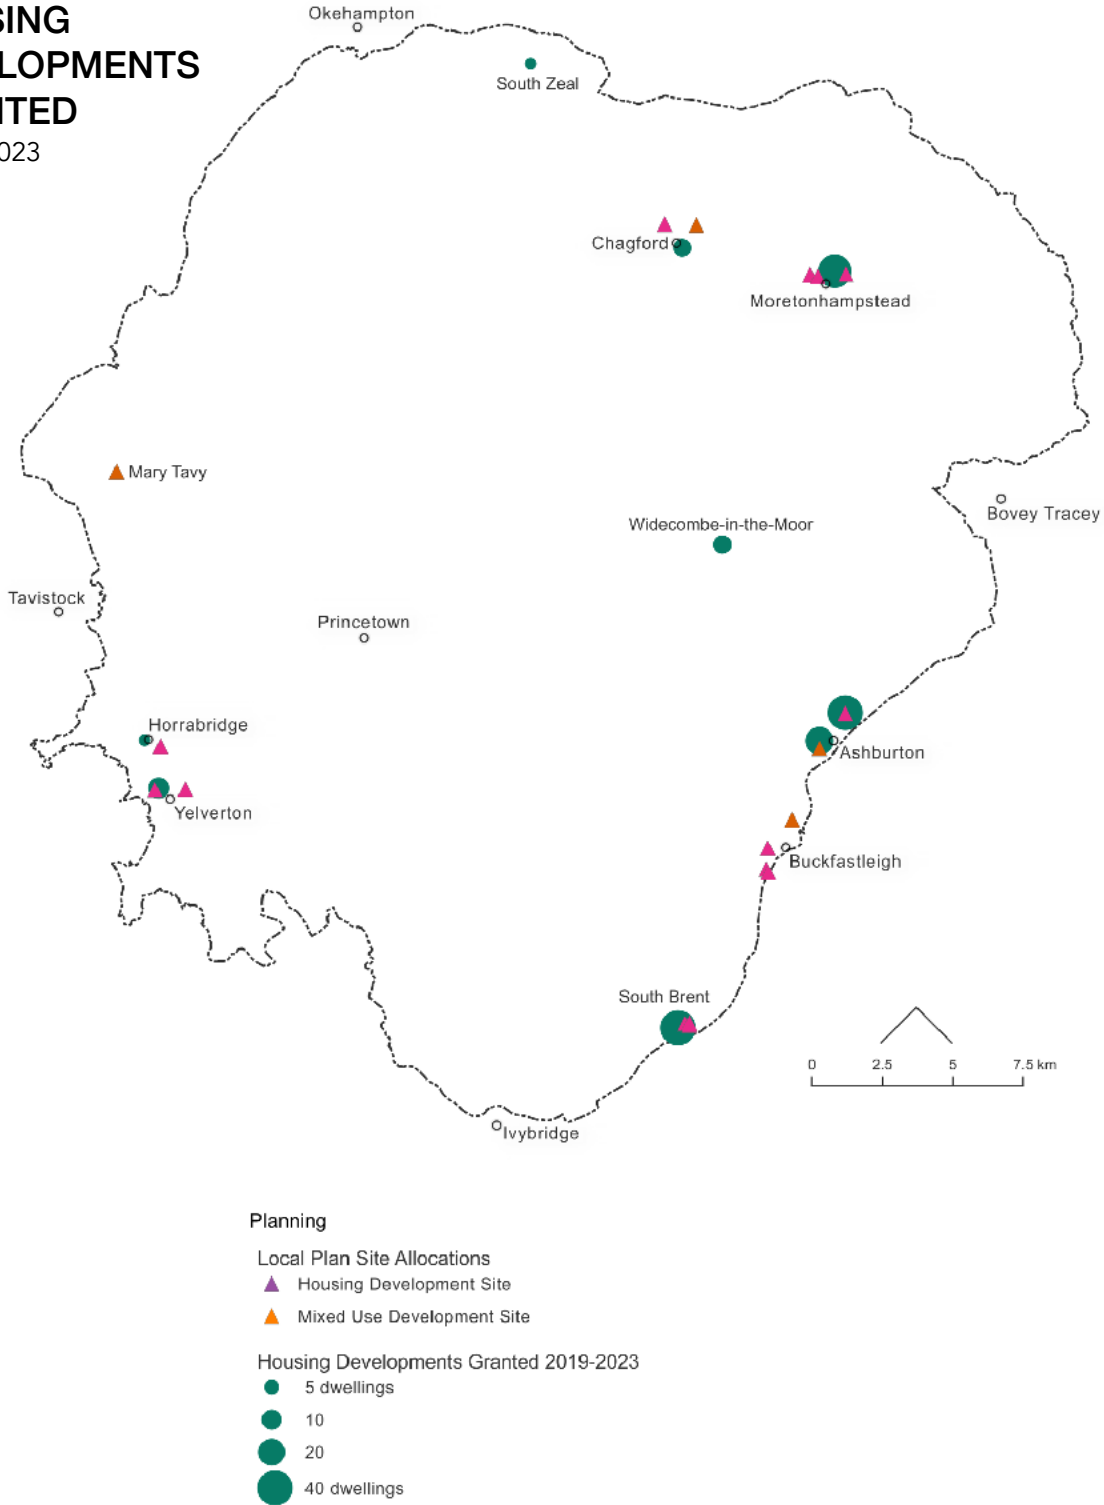 SING
LOPMENTS
ITED
023
Okehampton
South Zeal
Chagford
Moretonhampstead
Mary Tavy
Bovey Tracey
Widecombe-in-the-Moor
Tavistock
Princetown
Horrabridge
Ashburton
Yelverton
Buckfastleigh
South Brent
0 2.5 5 7.5 km
Ivybridge
Planning
Local Plan Site Allocations
Housing Development Site
Mixed Use Development Site
Housing Developments Granted 2019-2023
5 dwellings
10
20
40 dwellings